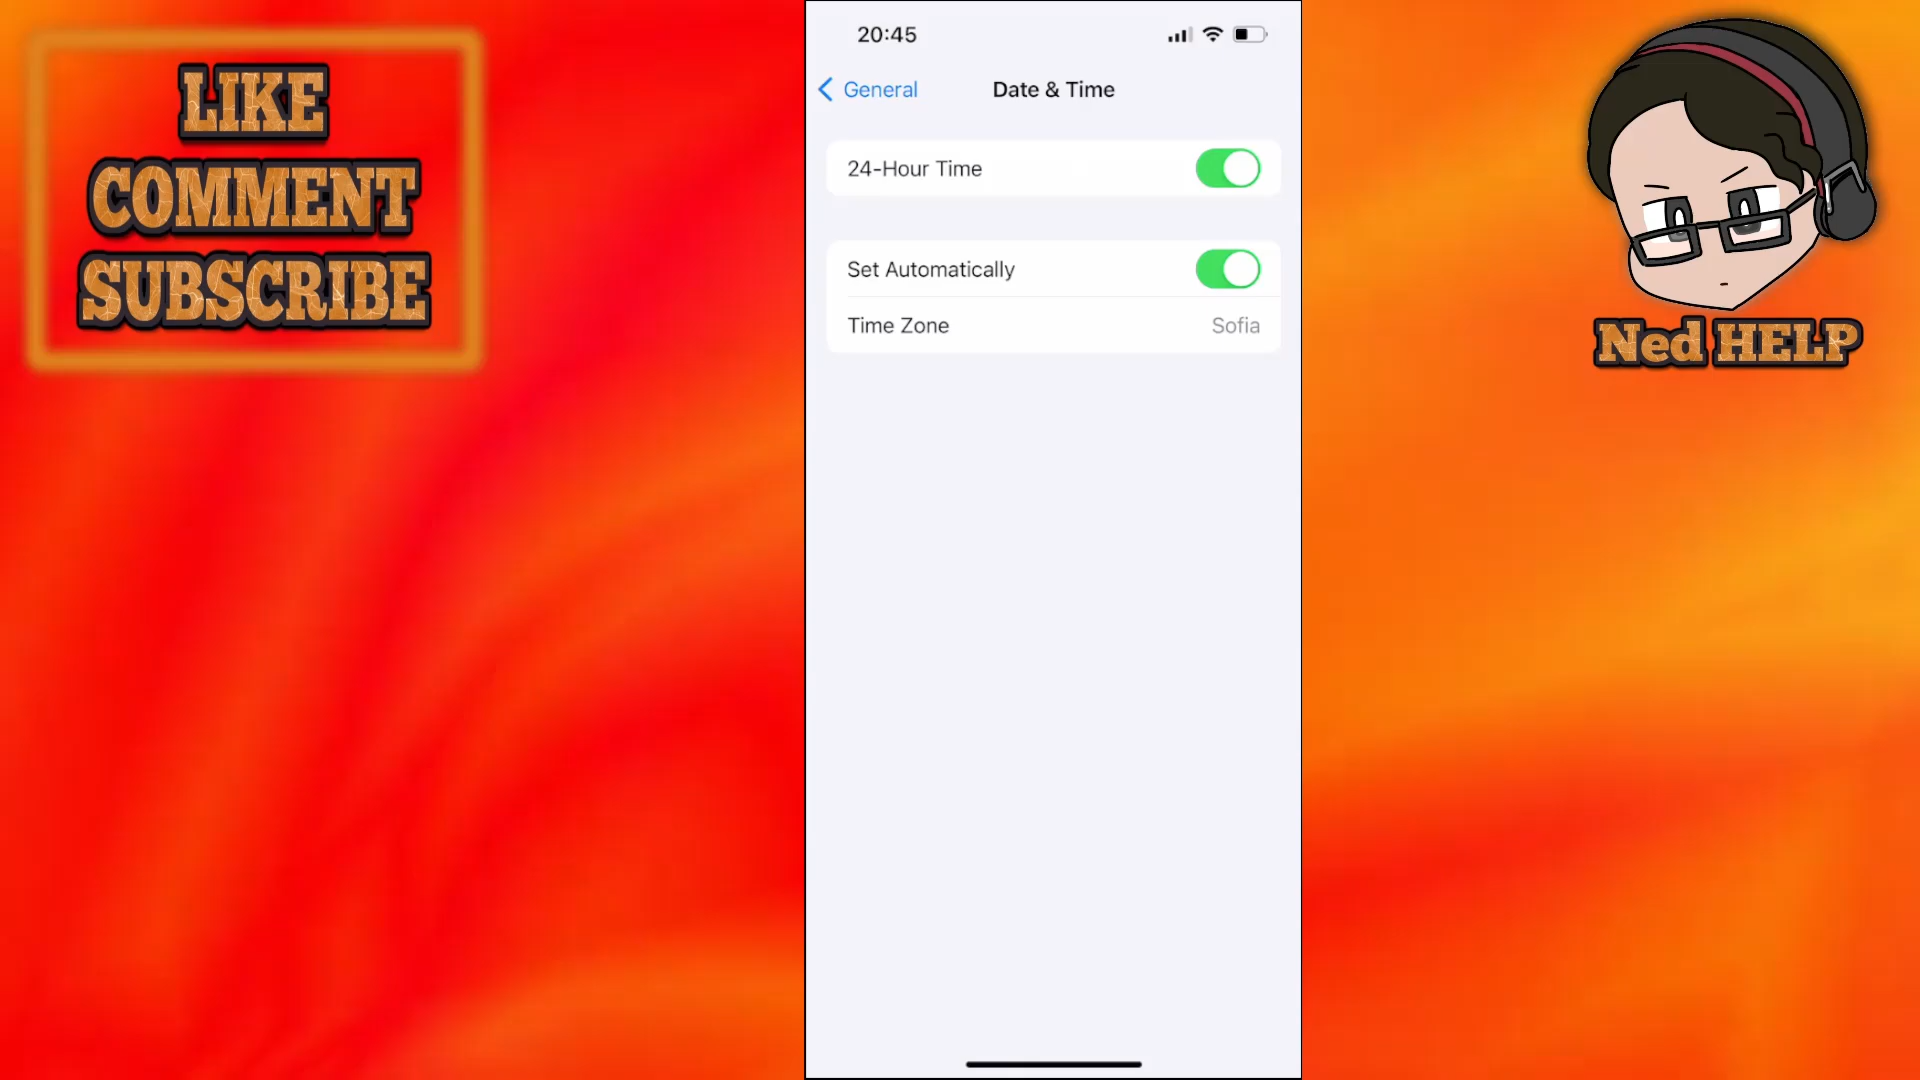 LIKE
COMMENT
SUBSCRIBE
20:45
General
Date & Time
24-Hour Time
Set Automatically
Time Zone
Sofia
Ned HELP